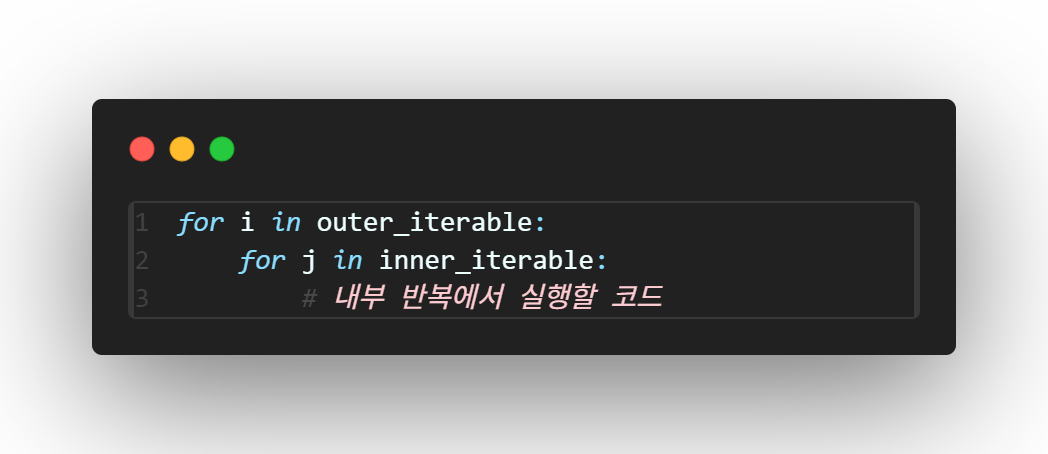 1 for i in outer_iterable:
2     for j in inner_iterable:
3         # 내부 반복에서 실행할 코드